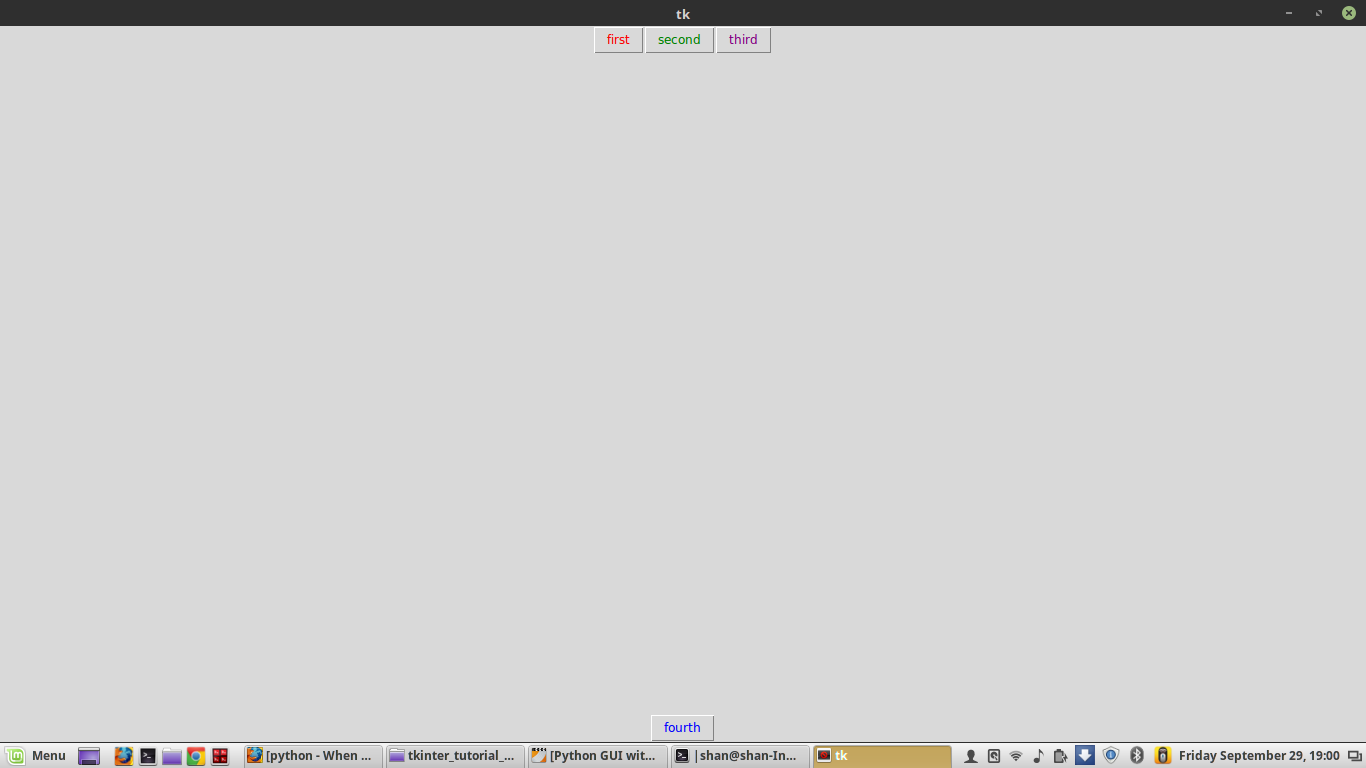 tk
first second third
fourth
Menu [python - When ... tkinter_tutorial_... [Python GUI wit... |shan@shan-In... tk Friday September 29, 19:00